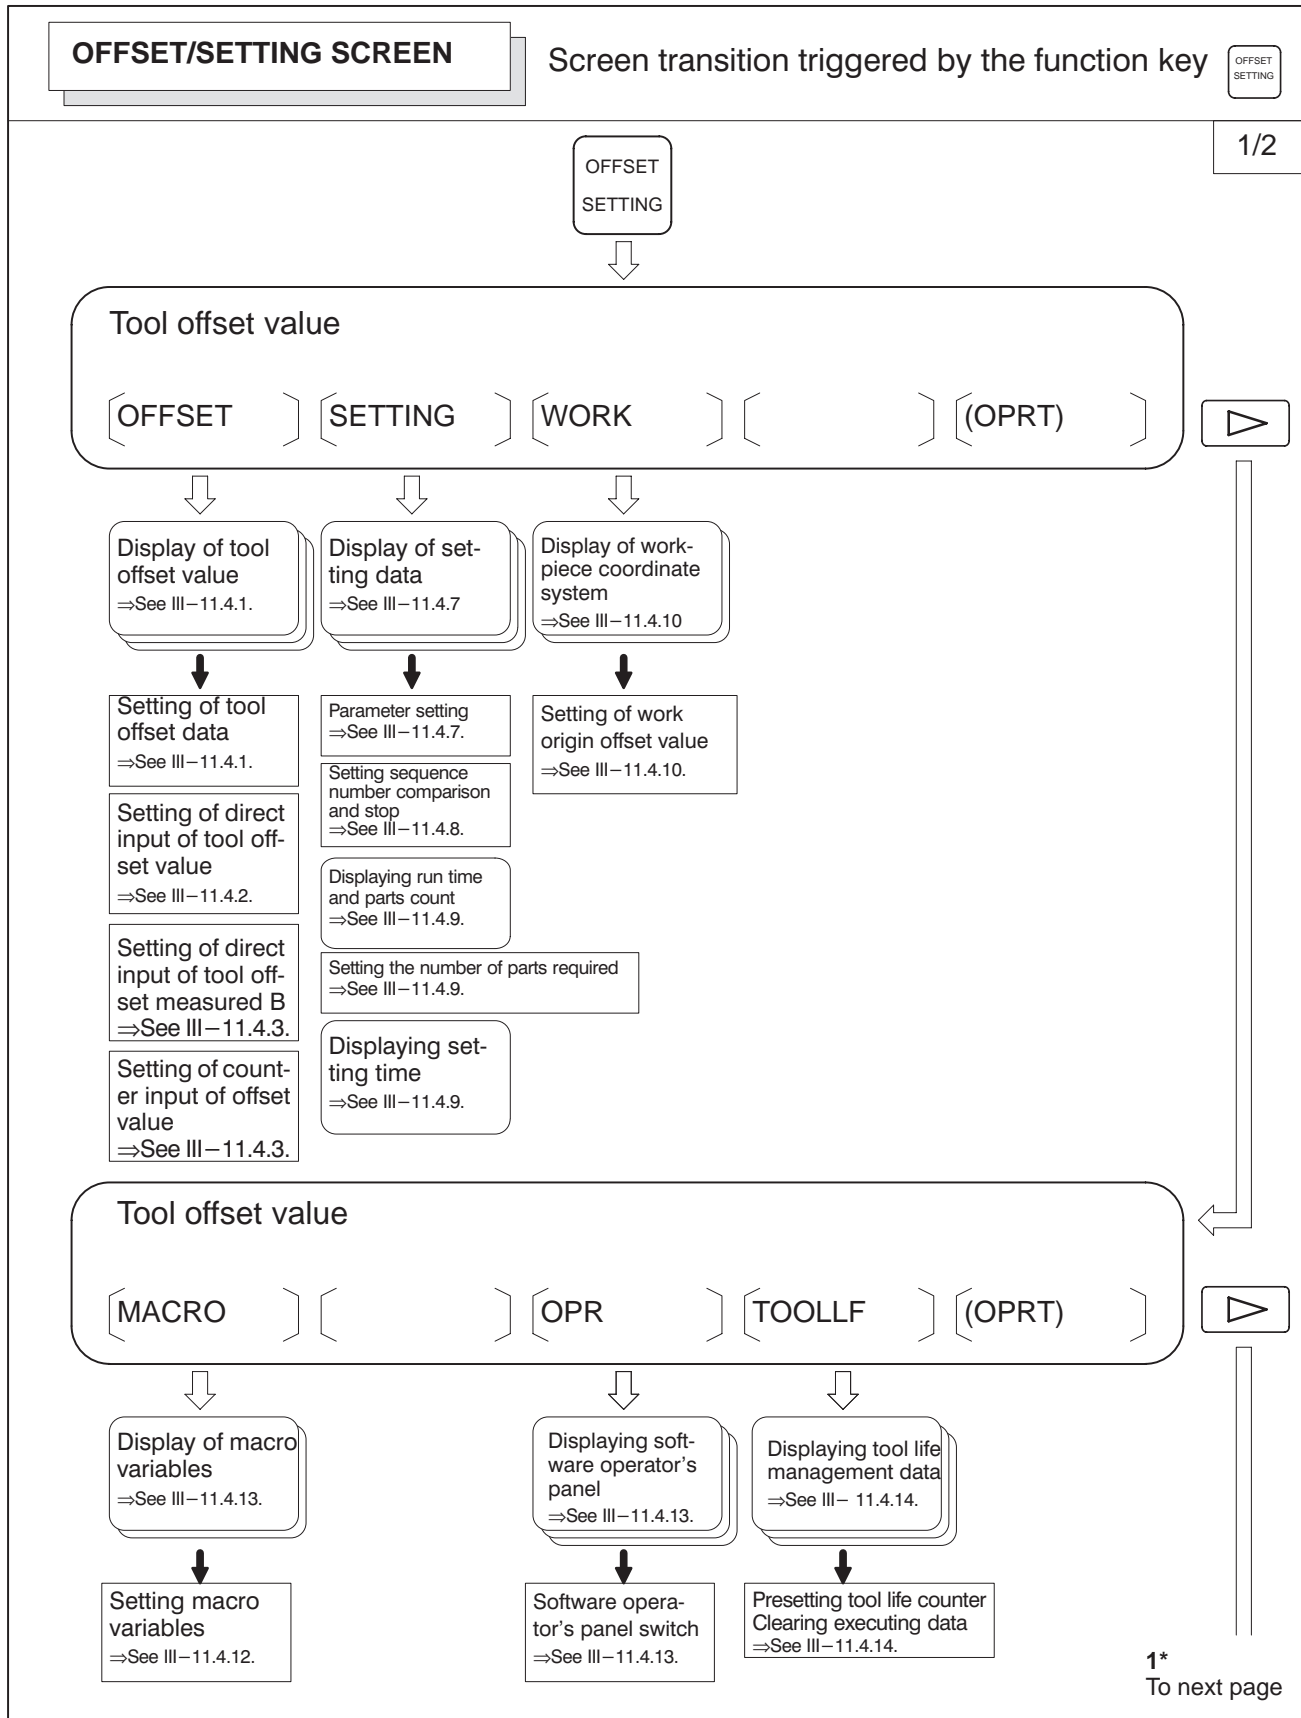 OFFSET/SETTING SCREEN
Screen transition triggered by the function key
OFFSET
SETTING
1/2
OFFSET
SETTING
Tool offset value
OFFSET
SETTING
WORK
(OPRT)
Display of tool
offset value
⇒See III−11.4.1.
Display of set-
ting data
⇒See III−11.4.7
Display of work-
piece coordinate
system
⇒See III−11.4.10
Setting of tool
offset data
⇒See III−11.4.1.
Setting of direct
input of tool off-
set value
⇒See III−11.4.2.
Setting of direct
input of tool off-
set measured B
⇒See III−11.4.3.
Setting of count-
er input of offset
value
⇒See III−11.4.3.
Parameter setting
⇒See III−11.4.7.
Setting sequence
number comparison
and stop
⇒See III−11.4.8.
Displaying run time
and parts count
⇒See III−11.4.9.
Setting the number of parts required
⇒See III−11.4.9.
Displaying set-
ting time
⇒See III−11.4.9.
Setting of work
origin offset value
⇒See III−11.4.10.
Tool offset value
MACRO
OPR
TOOLLF
(OPRT)
Display of macro
variables
⇒See III−11.4.13.
Displaying soft-
ware operator's
panel
⇒See III−11.4.13.
Displaying tool life
management data
⇒See III− 11.4.14.
Setting macro
variables
⇒See III−11.4.12.
Software opera-
tor's panel switch
⇒See III−11.4.13.
Presetting tool life counter
Clearing executing data
⇒See III−11.4.14.
1*
To next page